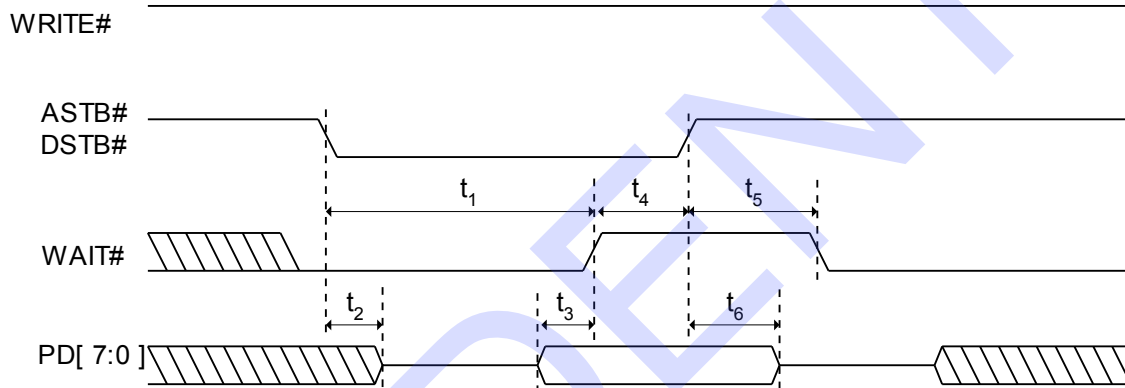 WRITE#
ASTB#
DSTB#
t1 t4 t5
WAIT#
t2 t3 t6
PD[ 7:0 ]